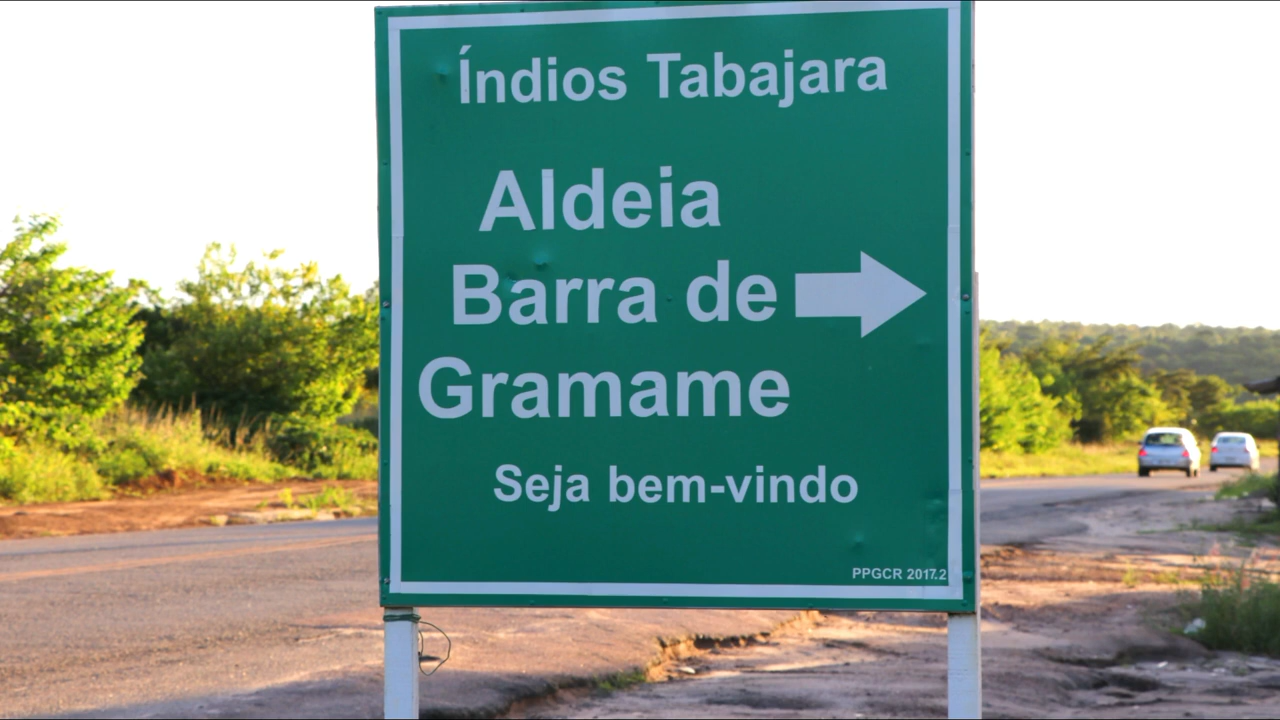 Índios Tabajara
Aldeia
Barra de
Gramame
Seja bem-vindo
PPGCR 2017.2